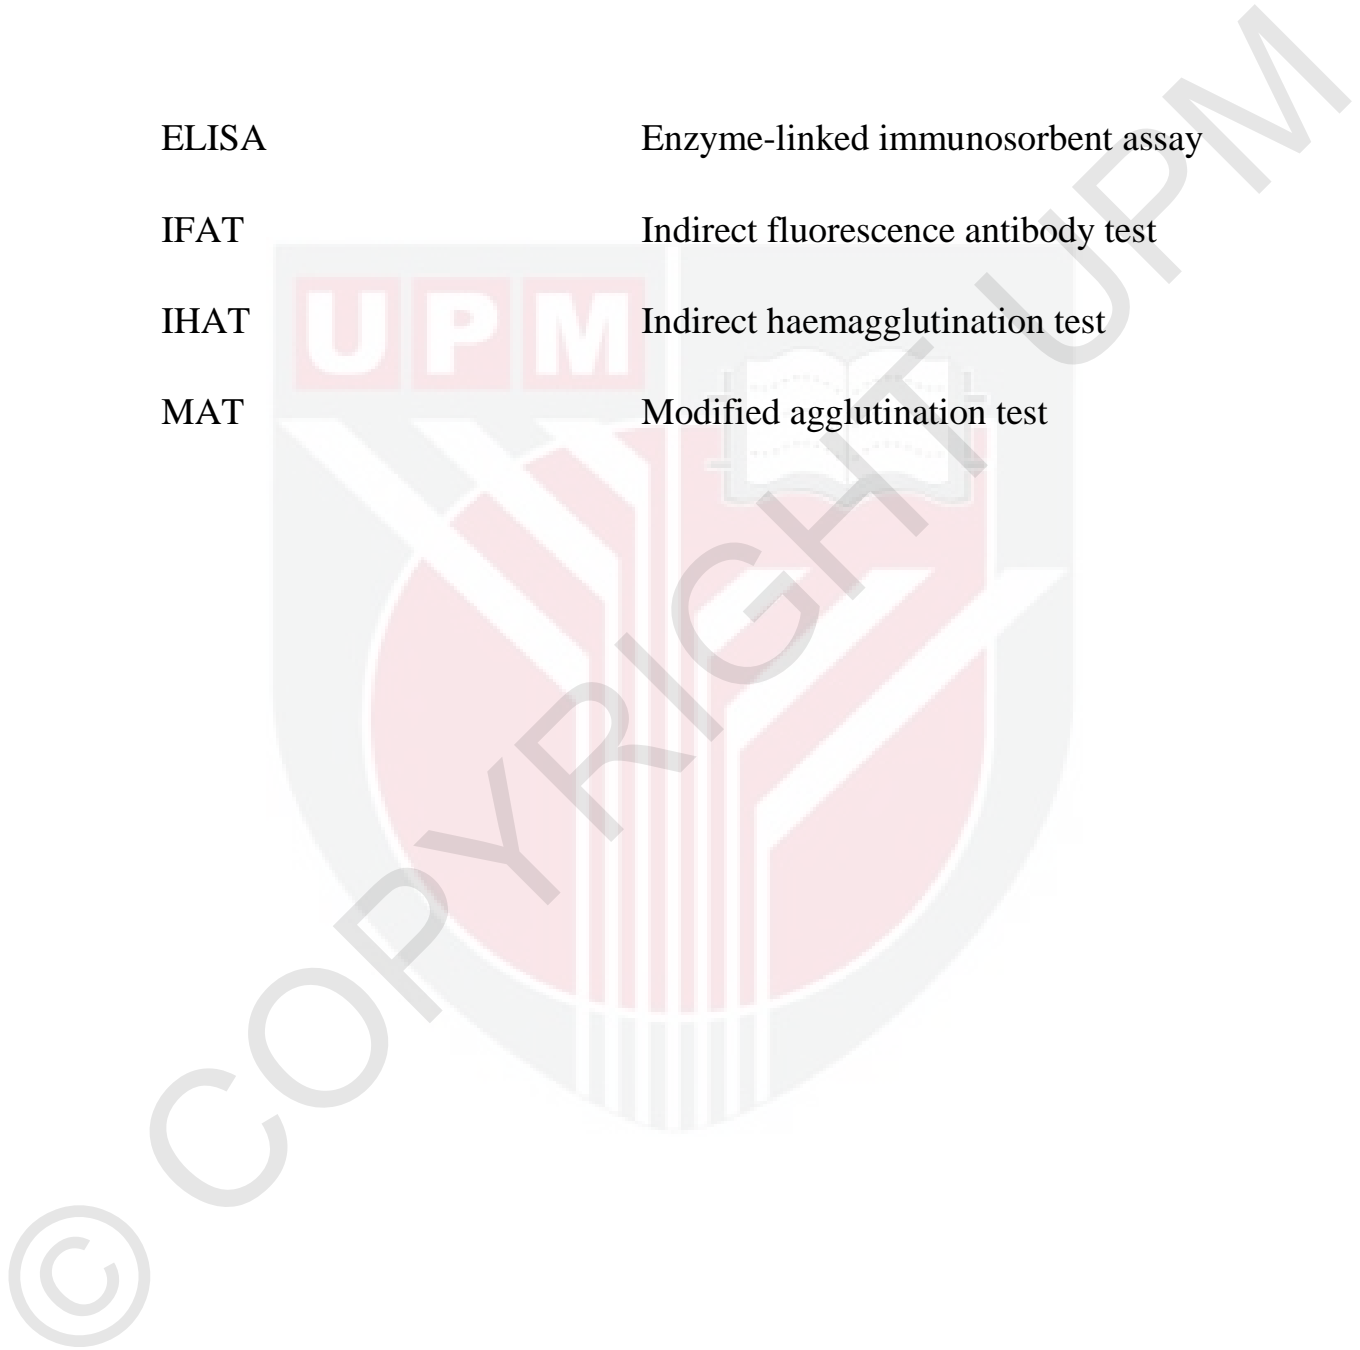 ELISA Enzyme-linked immunosorbent assay
IFAT Indirect fluorescence antibody test
IHAT Indirect haemagglutination test
MAT Modified agglutination test
UPM
© COPYRIGHT UPM